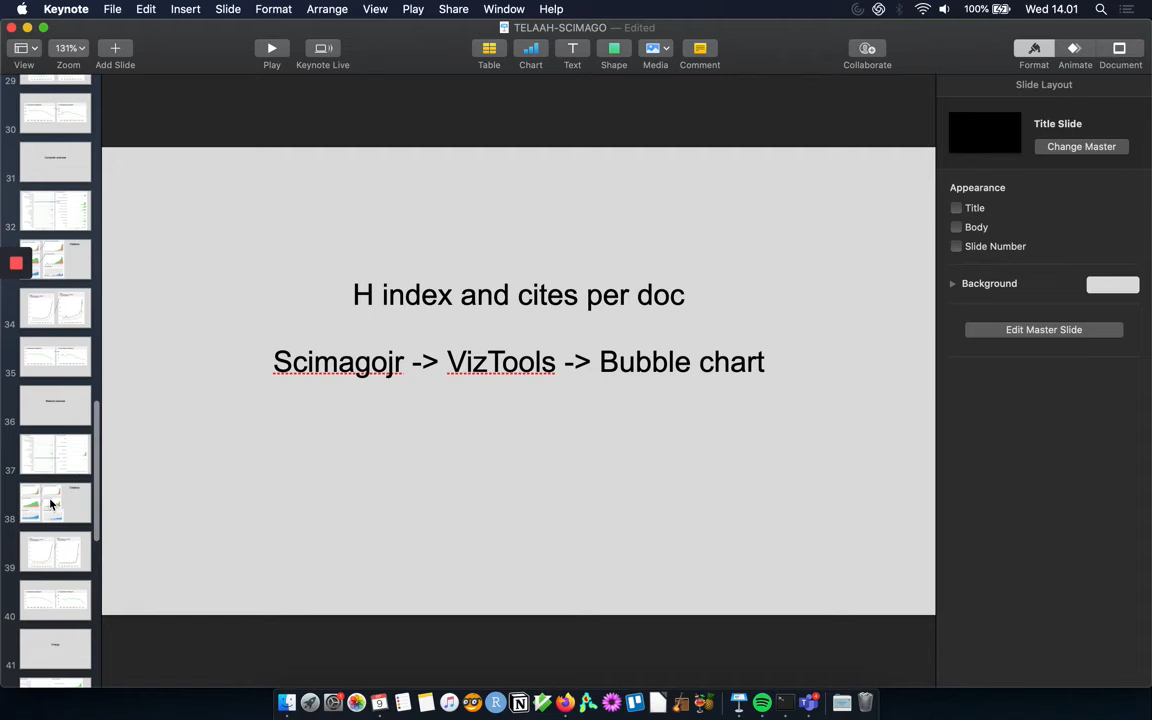 Keynote File Edit Insert Slide Format Arrange View Play Share Window Help
100% Wed 14.01
TELAAH-SCIMAGO — Edited
131%
View Zoom Add Slide
Play Keynote Live
Table Chart Text Shape Media Comment
Collaborate
Format Animate Document
Slide Layout
Title Slide
Change Master
Appearance
Title
Body
Slide Number
Background
Edit Master Slide
H index and cites per doc
Scimagojr -> VizTools -> Bubble chart
29
30
31
32
34
35
36
37
38
39
40
41
9